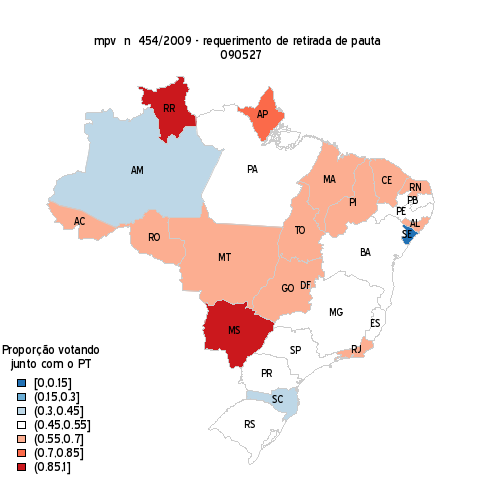 mpv n 454/2009 - requerimento de retirada de pauta
090527
RR
AP
AM
PA
MA
CE
RN
PB
PI
PE
AL
SE
AC
RO
TO
MT
BA
GO
DF
MG
MS
ES
SP
RJ
PR
SC
RS
Proporção votando
junto com o PT
[0,0.15]
(0.15,0.3]
(0.3,0.45]
(0.45,0.55]
(0.55,0.7]
(0.7,0.85]
(0.85,1]